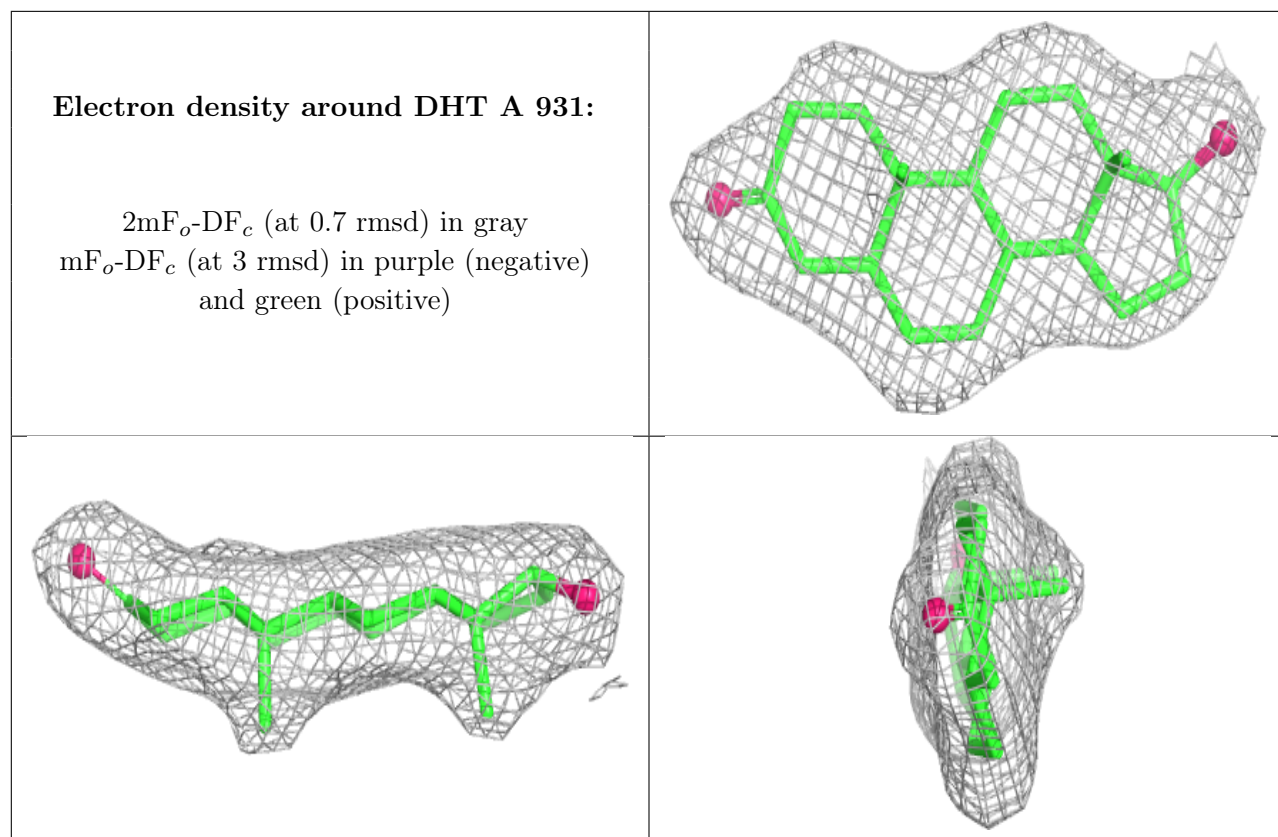 Electron density around DHT A 931:
2mFo-DFc (at 0.7 rmsd) in gray
mFo-DFc (at 3 rmsd) in purple (negative)
and green (positive)